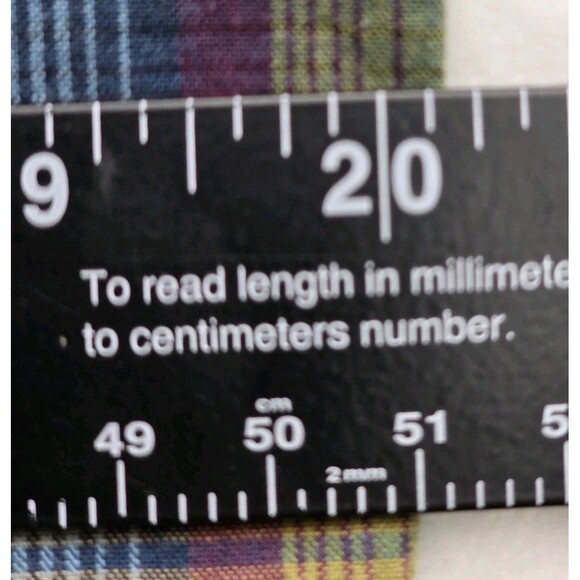 9 20
To read length in millimete
to centimeters number.
cm
49 50 51 5
2mm